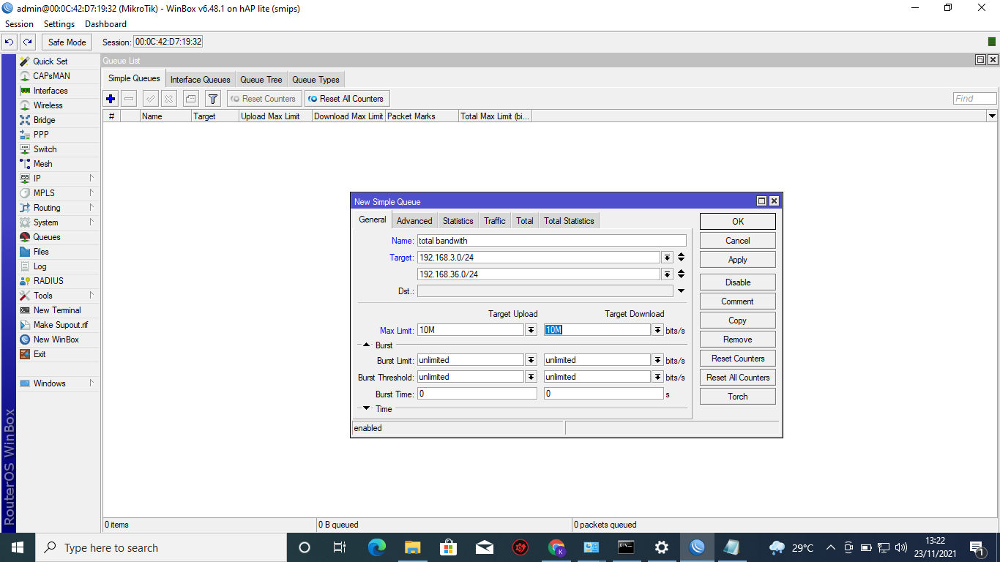 admin@00:0C:42:D7:19:32 (MikroTik) - WinBox v6.48.1 on hAP lite (smips)
Session Settings Dashboard
Safe Mode Session: 00:0C:42:D7:19:32
Quick Set
CAPsMAN
Interfaces
Wireless
Bridge
PPP
Switch
Mesh
IP
MPLS
Routing
System
Queues
Files
Log
RADIUS
Tools
New Terminal
Make Supout.rif
New WinBox
Exit
Windows
RouterOS WinBox
Queue List
Simple Queues Interface Queues Queue Tree Queue Types
Reset Counters Reset All Counters Find
# Name Target Upload Max Limit Download Max Limit Packet Marks Total Max Limit (bi...
New Simple Queue
General Advanced Statistics Traffic Total Total Statistics
Name: total bandwith
Target: 192.168.3.0/24
192.168.36.0/24
Dst.:
Target Upload Target Download
Max Limit: 10M 10M bits/s
Burst
Burst Limit: unlimited unlimited bits/s
Burst Threshold: unlimited unlimited bits/s
Burst Time: 0 0 s
Time
enabled
OK
Cancel
Apply
Disable
Comment
Copy
Remove
Reset Counters
Reset All Counters
Torch
0 items 0 B queued 0 packets queued
Type here to search 29°C 13:22
23/11/2021 1